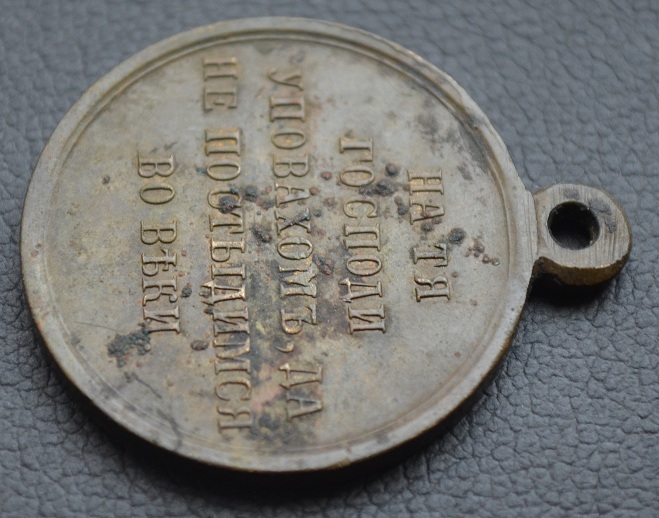 НА ТЯ
ГОСПОДИ
УПОВАХОМЪ, ДА
НЕ ПОСТЫДИМСЯ
ВО ВѢКИ